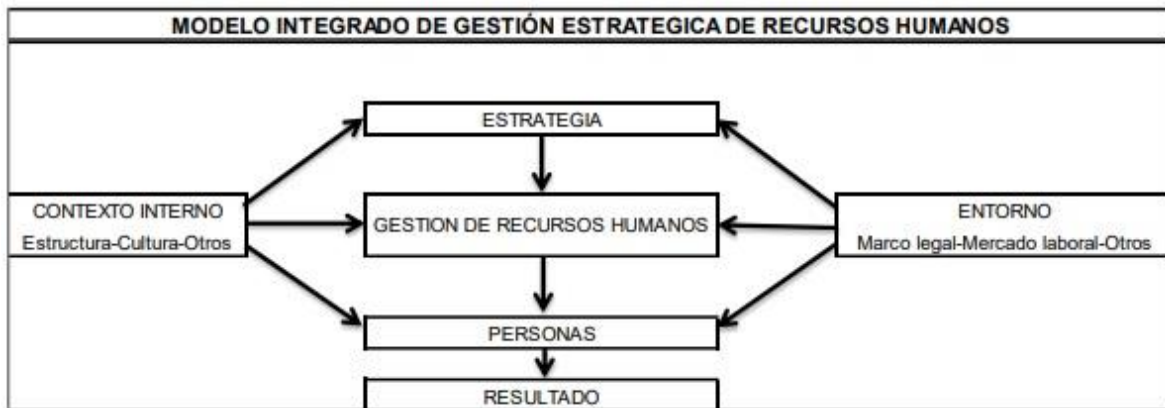 MODELO INTEGRADO DE GESTIÓN ESTRATEGICA DE RECURSOS HUMANOS
ESTRATEGIA
CONTEXTO INTERNO
Estructura-Cultura-Otros
GESTION DE RECURSOS HUMANOS
ENTORNO
Marco legal-Mercado laboral-Otros
PERSONAS
RESULTADO